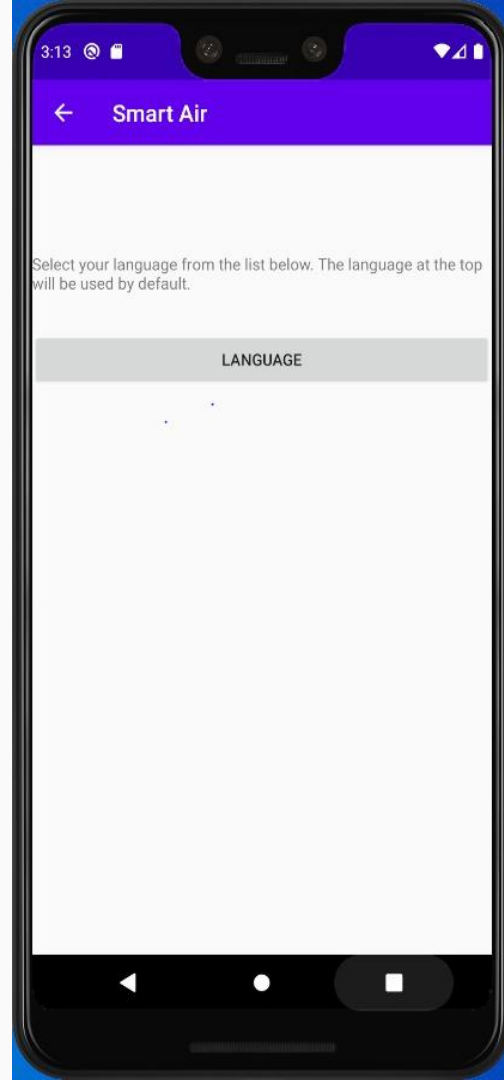 3:13
Smart Air
Select your language from the list below. The language at the top
will be used by default.
LANGUAGE